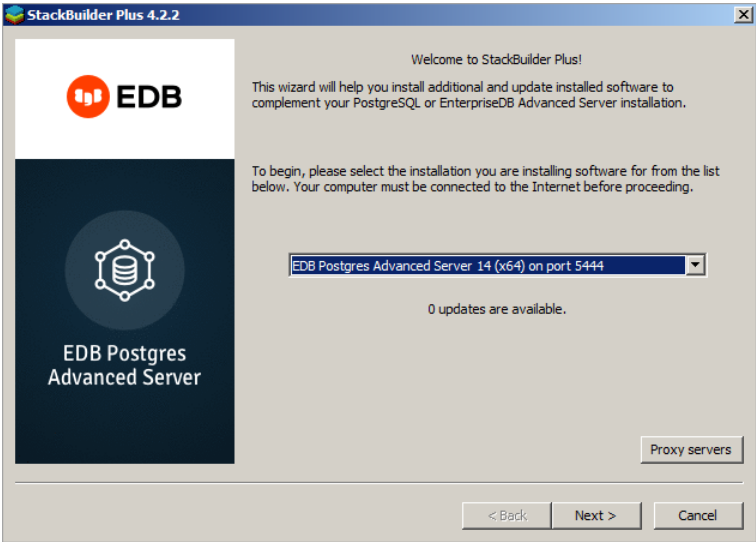 StackBuilder Plus 4.2.2
EDB
EDB Postgres
Advanced Server
Welcome to StackBuilder Plus!
This wizard will help you install additional and update installed software to
complement your PostgreSQL or EnterpriseDB Advanced Server installation.
To begin, please select the installation you are installing software for from the list
below. Your computer must be connected to the Internet before proceeding.
EDB Postgres Advanced Server 14 (x64) on port 5444
0 updates are available.
Proxy servers
< Back
Next >
Cancel